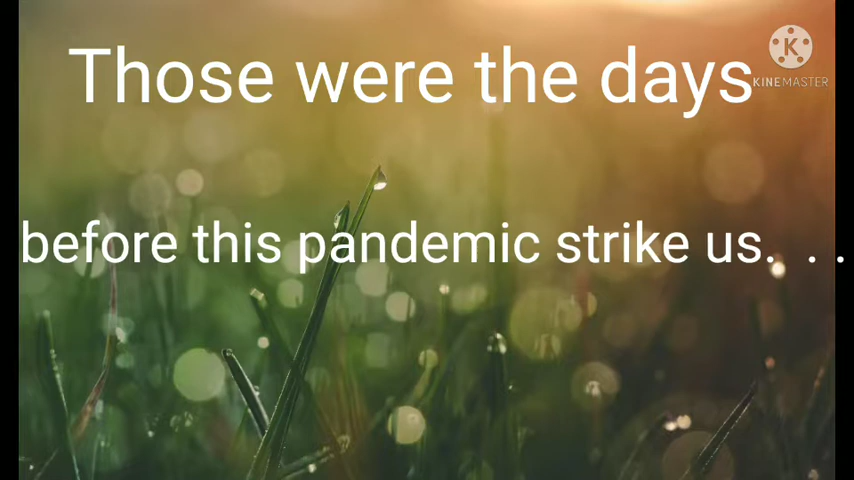 Those were the days
KINEMASTER
before this pandemic strike us. . .